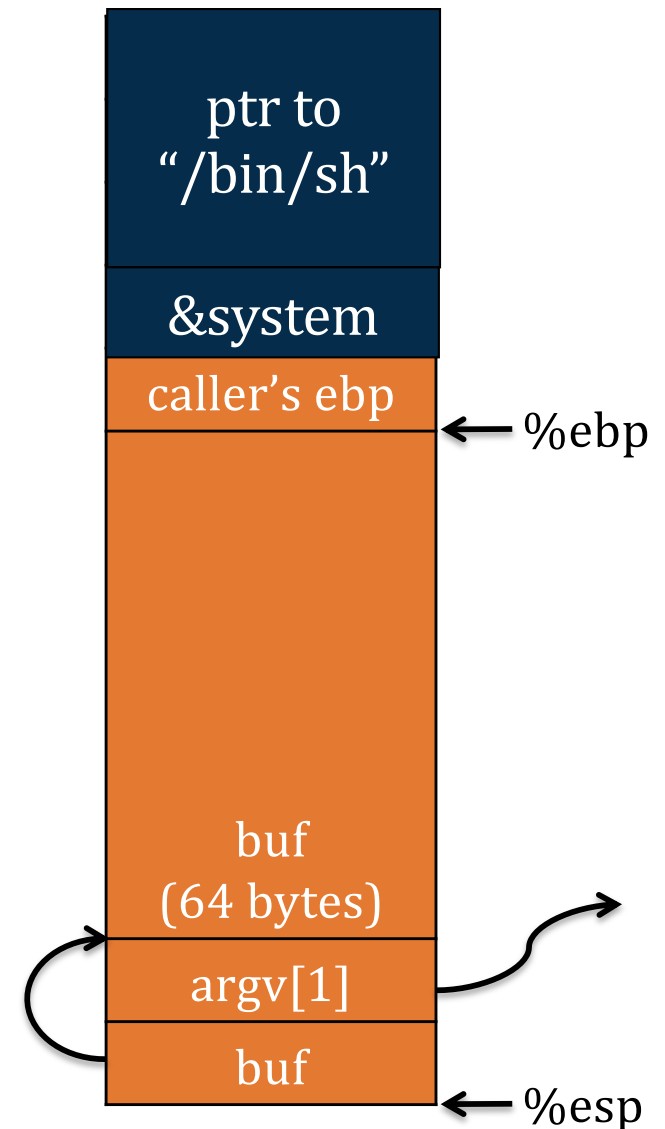 ptr to
“/bin/sh”
&system
caller’s ebp
%ebp
buf
(64 bytes)
argv[1]
buf
%esp